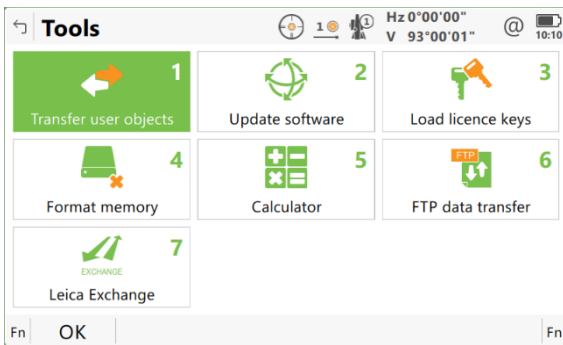 Tools
1
1
Hz 0°00'00"
V 93°00'01"
@
10:10
1
Transfer user objects
2
Update software
3
Load licence keys
4
Format memory
5
Calculator
FTP
6
FTP data transfer
7
EXCHANGE
Leica Exchange
Fn
OK
Fn